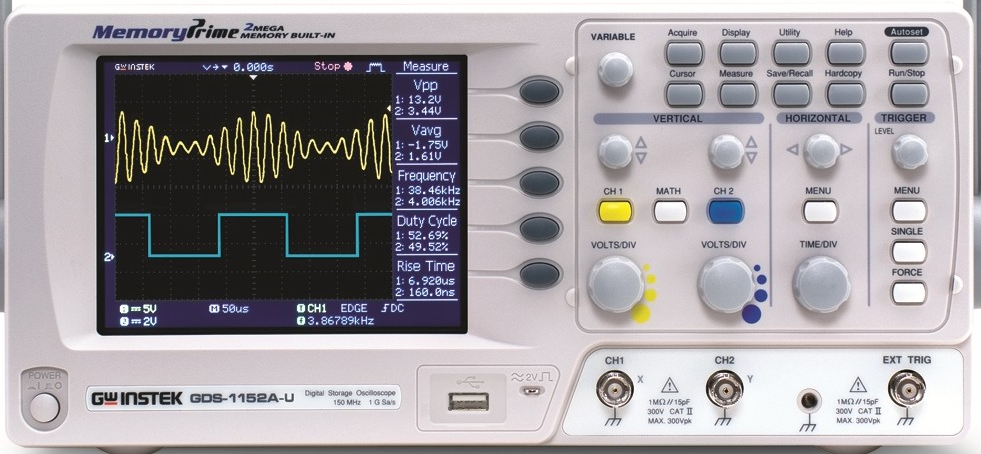 MemoryPrime 2MEGA MEMORY BUILT-IN
GWINSTEK 0.000s Stop Measure
Vpp
1: 13.2V
2: 3.44V
Vavg
1: -1.75V
2: 1.61V
Frequency
1: 38.46kHz
2: 4.006kHz
Duty Cycle
1: 52.69%
2: 49.52%
Rise Time
1: 6.920us
2: 160.0ns
1
2
1 5V M 50us T CH1 EDGE DC
2 2V f 3.86789kHz
VARIABLE
Acquire Display Utility Help Autoset
Cursor Measure Save/Recall Hardcopy Run/Stop
VERTICAL HORIZONTAL TRIGGER
LEVEL
CH 1 MATH CH 2 MENU MENU
SINGLE
VOLTS/DIV VOLTS/DIV TIME/DIV
FORCE
POWER
GWINSTEK GDS-1152A-U Digital Storage Oscilloscope
150 MHz 1 G Sa/s
≈2V
CH1 CH2 EXT TRIG
X Y
1MΩ//15pF
300V CAT II
MAX. 300Vpk
1MΩ//15pF
300V CAT II
MAX. 300Vpk